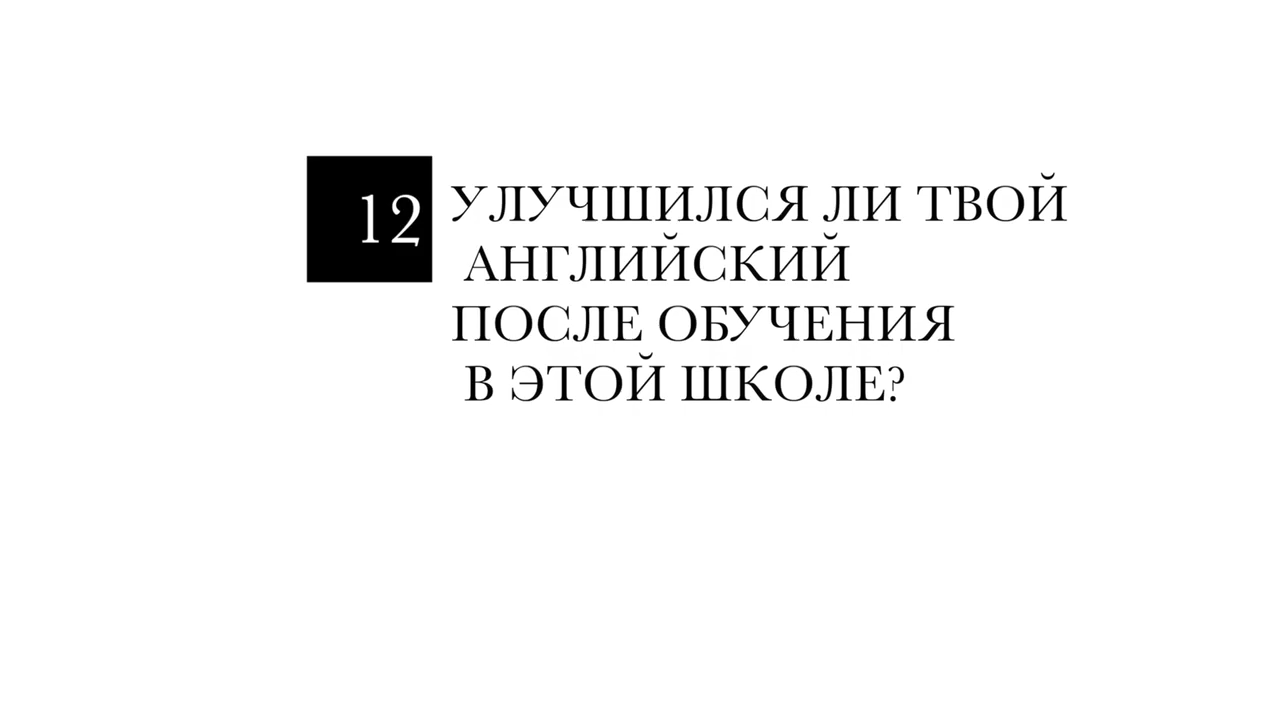 12
УЛУЧШИЛСЯ ЛИ ТВОЙ
АНГЛИЙСКИЙ
ПОСЛЕ ОБУЧЕНИЯ
В ЭТОЙ ШКОЛЕ?